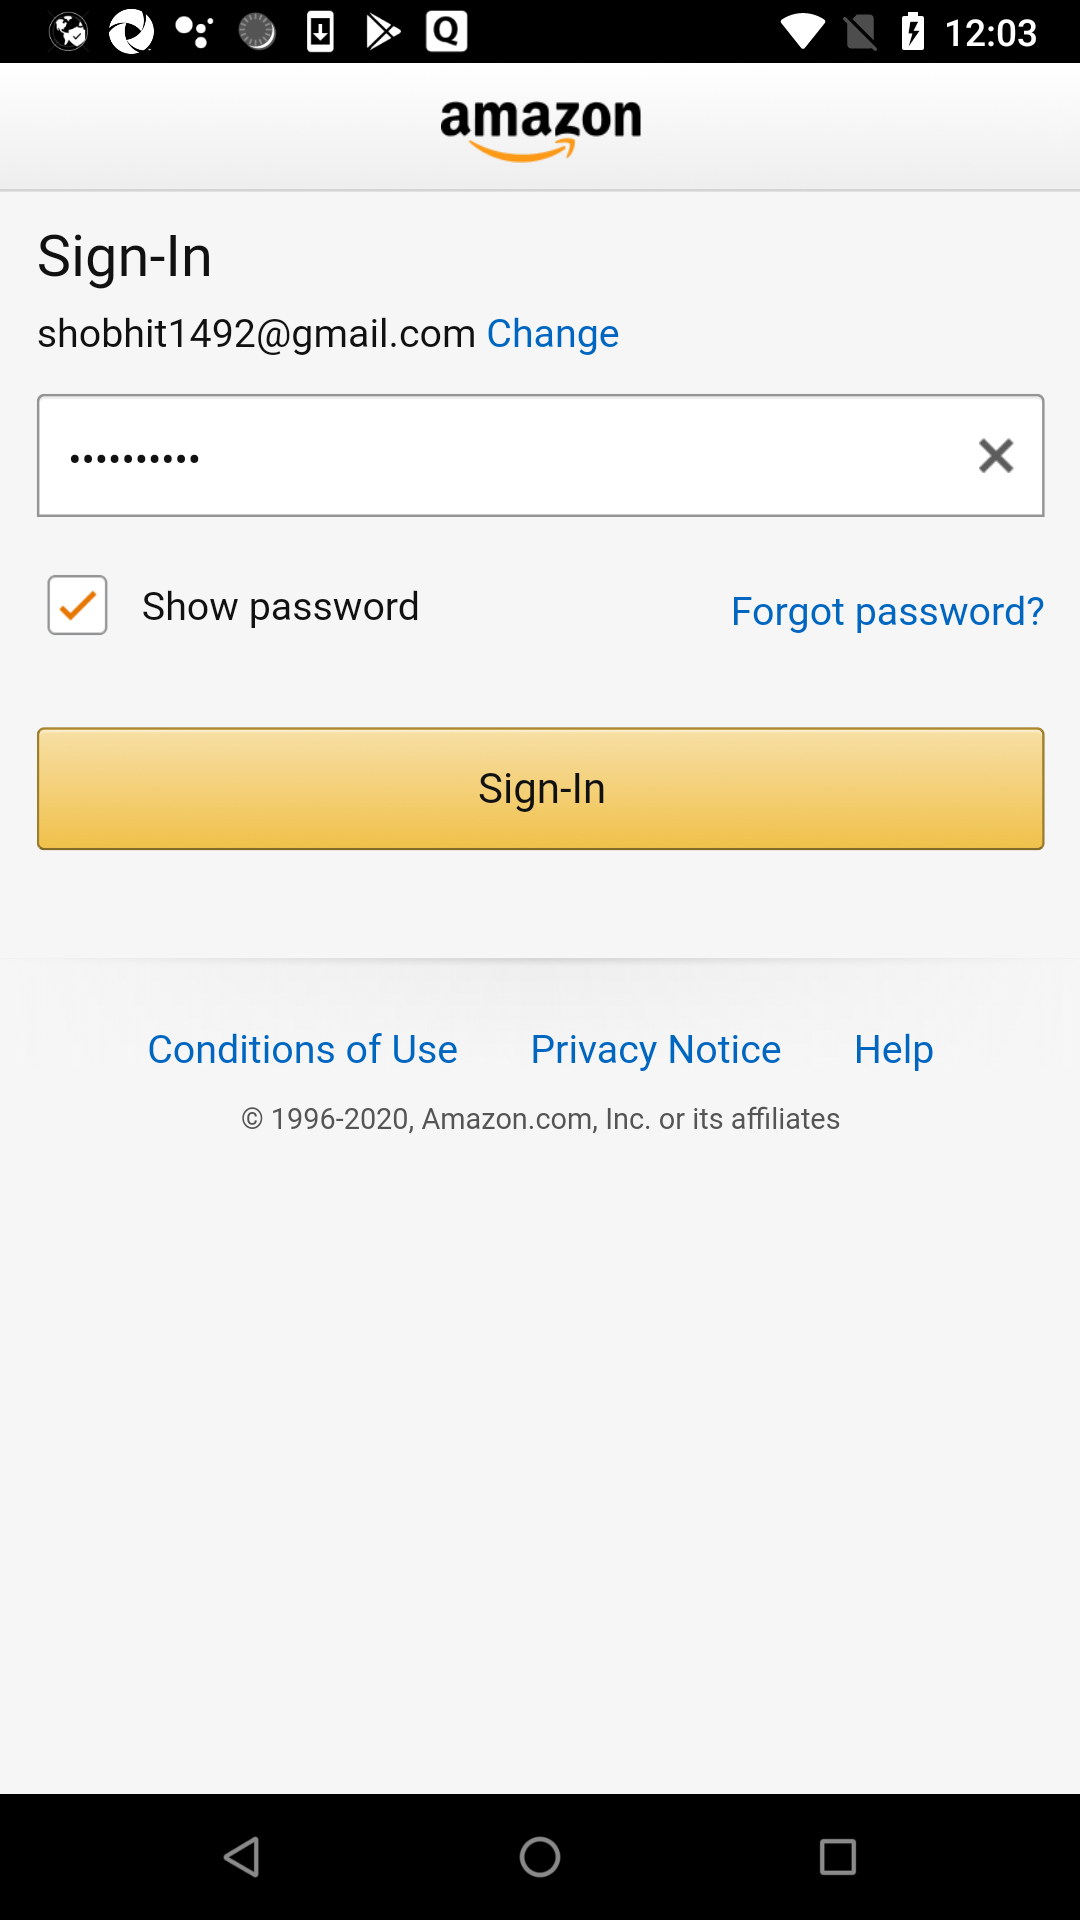 Q 12:03
amazon
Sign-In
shobhit1492@gmail.com Change
••••••••••
Show password Forgot password?
Sign-In
Conditions of Use Privacy Notice Help
© 1996-2020, Amazon.com, Inc. or its affiliates